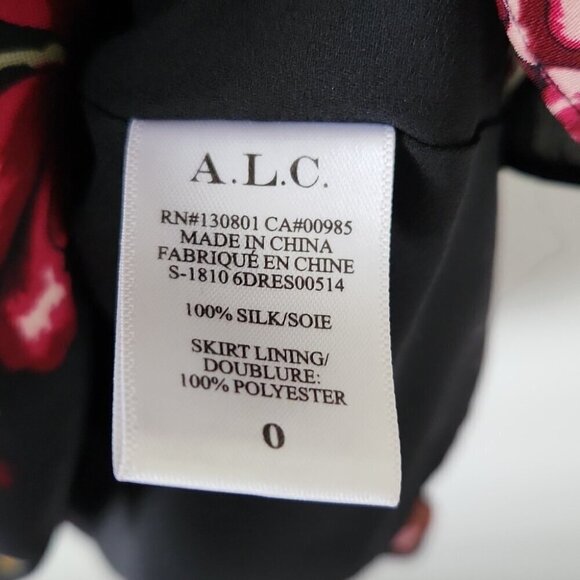 A.L.C.
RN#130801 CA#00985
MADE IN CHINA
FABRIQUÉ EN CHINE
S-1810 6DRES00514
100% SILK/SOIE
SKIRT LINING/
DOUBLURE:
100% POLYESTER
0